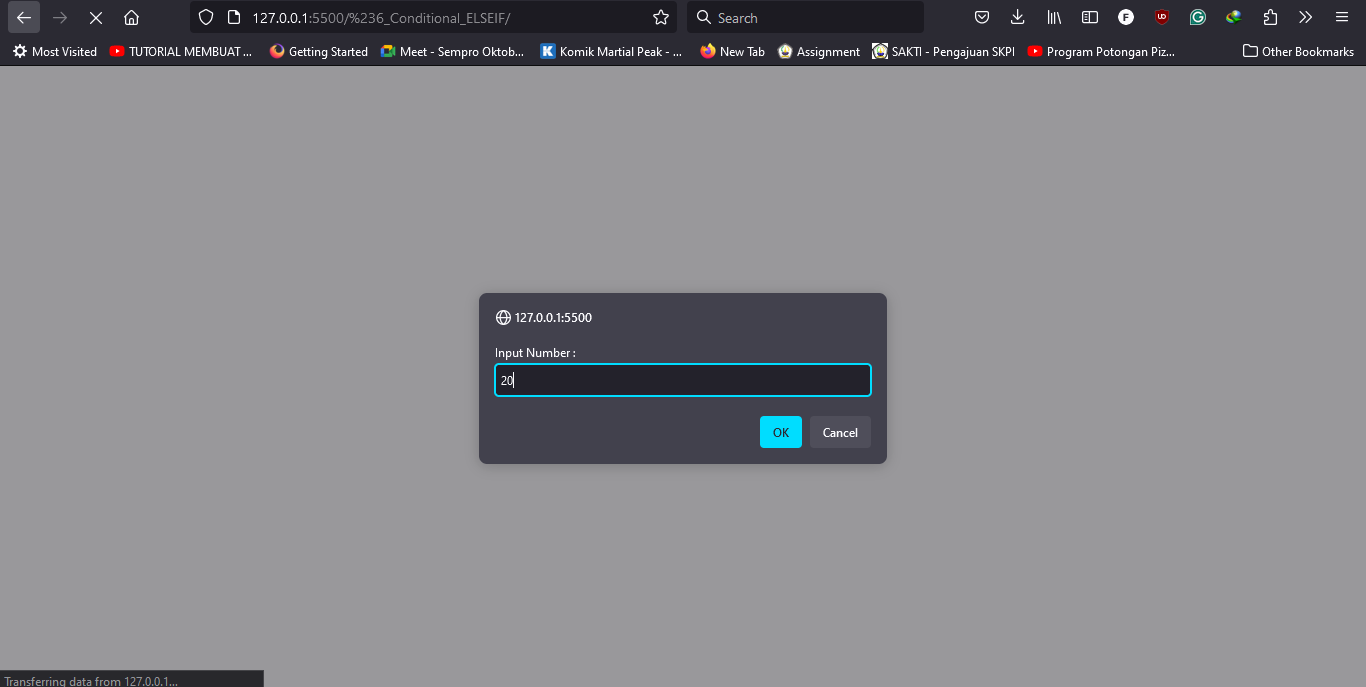 127.0.0.1:5500/%236_Conditional_ELSEIF/
Search
F
UO
G
Most Visited
TUTORIAL MEMBUAT ...
Getting Started
Meet - Sempro Oktob...
K
Komik Martial Peak - ...
New Tab
Assignment
SAKTI - Pengajuan SKPI
Program Potongan Piz...
Other Bookmarks
127.0.0.1:5500
Input Number :
20
OK
Cancel
Transferring data from 127.0.0.1...